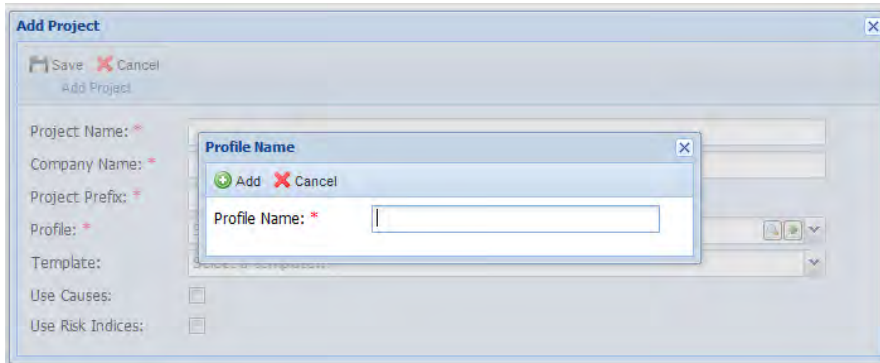 Add Project
Save Cancel
Add Project
Project Name: *
Profile Name
Company Name: *
Add Cancel
Project Prefix: *
Profile Name: *
Profile: *
Template:
Use Causes:
Use Risk Indices: